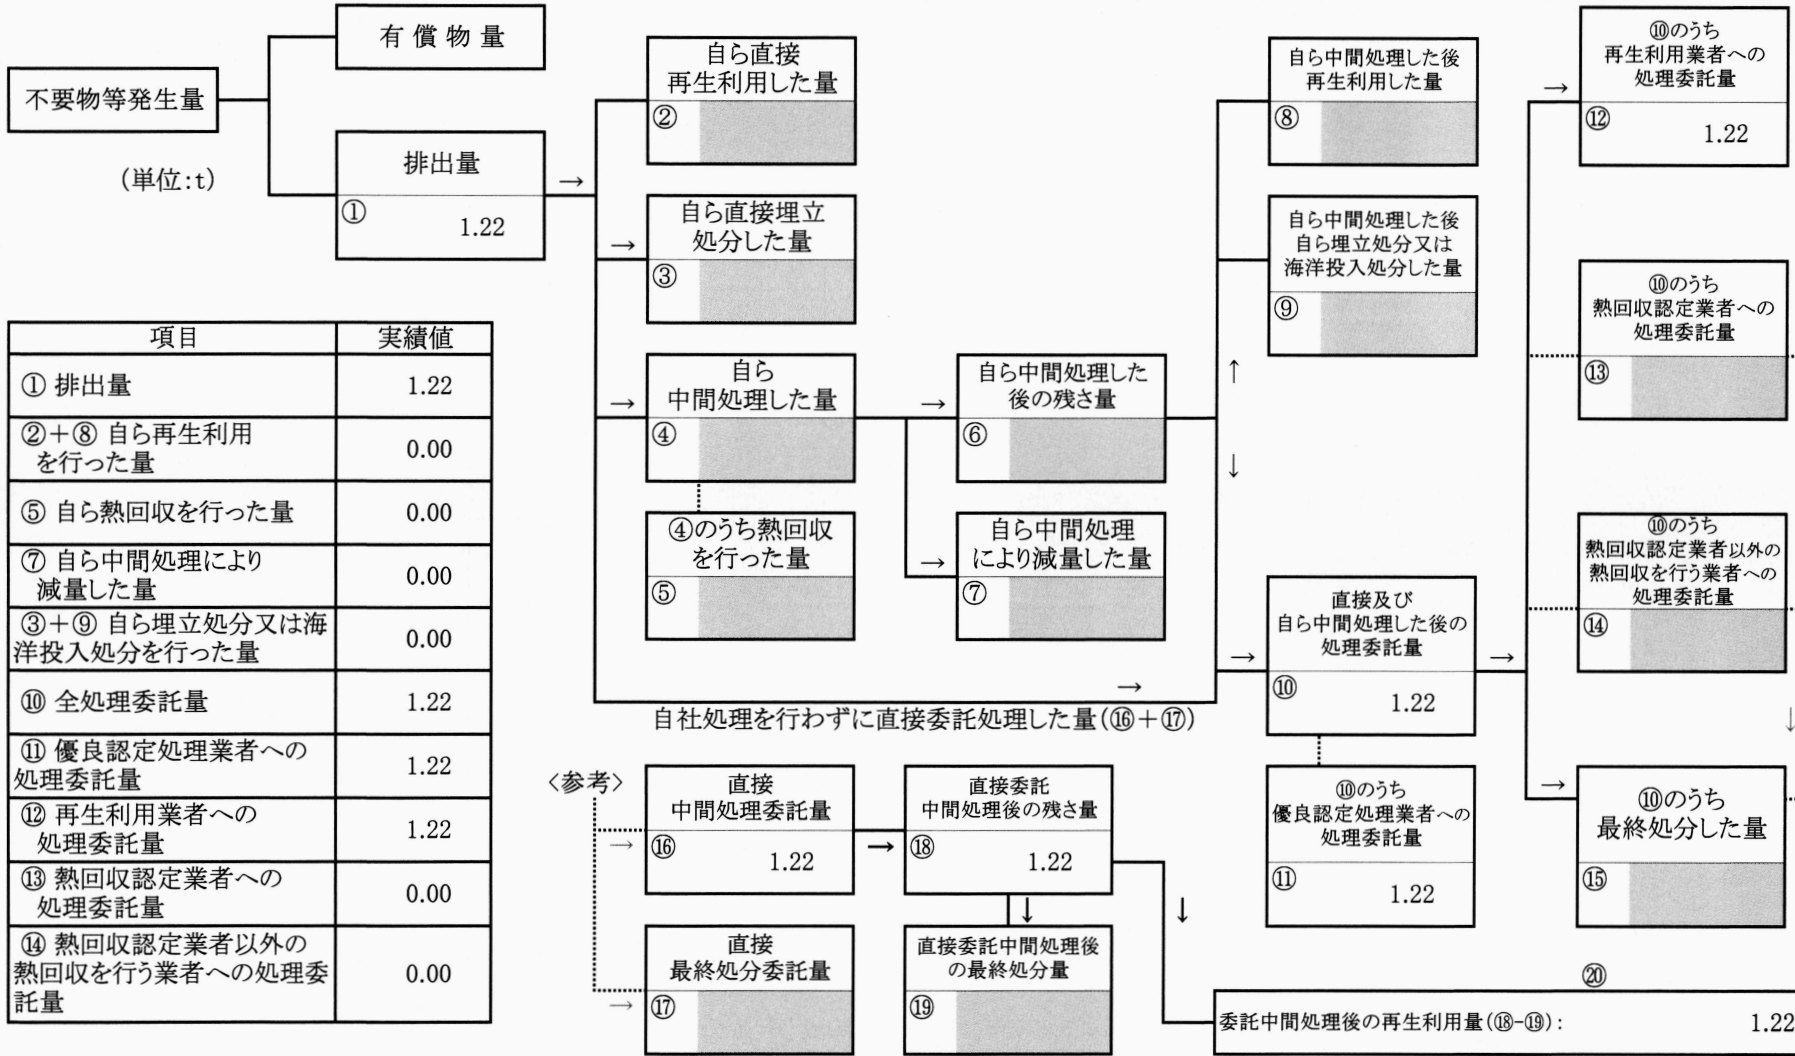 有 償 物 量
不要物等発生量
(単位:t)
排出量
→
①
1.22
自ら直接
再生利用した量
②
→
自ら直接埋立
処分した量
③
→
自ら
中間処理した量
④
④のうち熱回収
を行った量
⑤
→
自ら中間処理した
後の残さ量
⑥
→
自ら中間処理
により減量した量
⑦
自ら中間処理した後
再生利用した量
⑧
自ら中間処理した後
自ら埋立処分又は
海洋投入処分した量
⑨
↑
↓
→
自社処理を行わずに直接委託処理した量(⑯+⑰)
→
直接及び
自ら中間処理した後の
処理委託量
→
⑩
1.22
⑩のうち
優良認定処理業者への
処理委託量
⑪
1.22
→
⑩のうち
再生利用業者への
処理委託量
⑫
1.22
⑩のうち
熱回収認定業者への
処理委託量
⑬
⑩のうち
熱回収認定業者以外の
熱回収を行う業者への
処理委託量
⑭
↓
→
⑩のうち
最終処分した量
⑮
項目 実績値
① 排出量 1.22
②+⑧ 自ら再生利用
を行った量 0.00
⑤ 自ら熱回収を行った量 0.00
⑦ 自ら中間処理により
減量した量 0.00
③+⑨ 自ら埋立処分又は海
洋投入処分を行った量 0.00
⑩ 全処理委託量 1.22
⑪ 優良認定処理業者への
処理委託量 1.22
⑫ 再生利用業者への
処理委託量 1.22
⑬ 熱回収認定業者への
処理委託量 0.00
⑭ 熱回収認定業者以外の
熱回収を行う業者への処理委
託量 0.00
〈参考〉
直接
中間処理委託量
→
⑯
1.22
→
直接委託
中間処理後の残さ量
⑱
1.22
↓
↓
直接
最終処分委託量
→
⑰
直接委託中間処理後
の最終処分量
⑲
⑳
委託中間処理後の再生利用量(⑱-⑲): 1.22